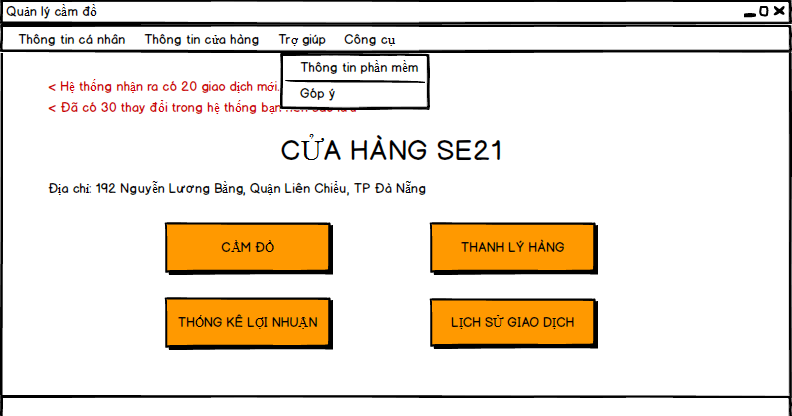 Quản lý cầm đồ
Thông tin cá nhân Thông tin cửa hàng Trợ giúp Công cụ
Thông tin phần mềm
Góp ý
< Hệ thống nhận ra có 20 giao dịch mới.
< Đã có 30 thay đổi trong hệ thống bạn nên sao lưu
CỬA HÀNG SE21
Địa chỉ: 192 Nguyễn Lương Bằng, Quận Liên Chiểu, TP Đà Nẵng
CẦM ĐỒ
THANH LÝ HÀNG
THỐNG KÊ LỢI NHUẬN
LỊCH SỬ GIAO DỊCH